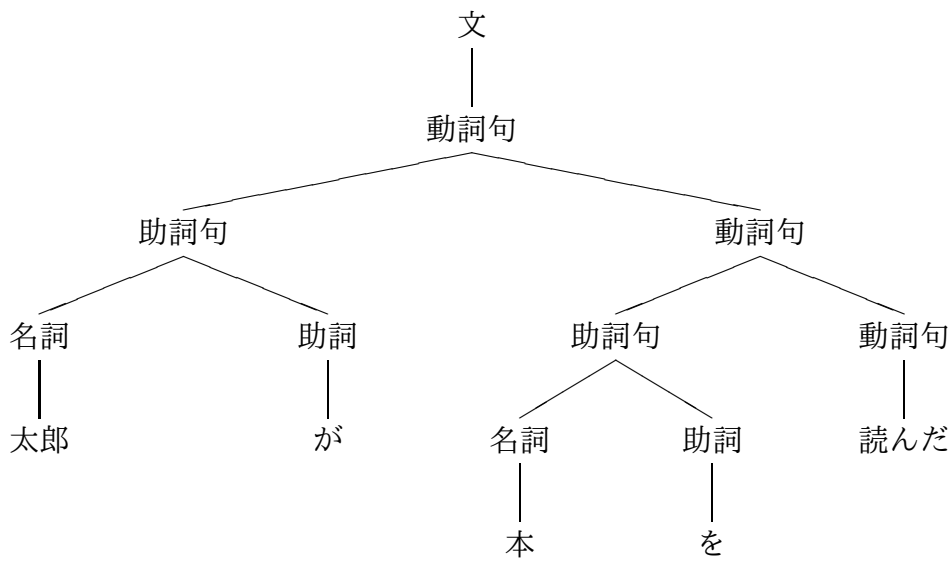 文
動詞句
助詞句 動詞句
名詞 助詞 助詞句 動詞句
太郎 が 名詞 助詞 読んだ
本 を